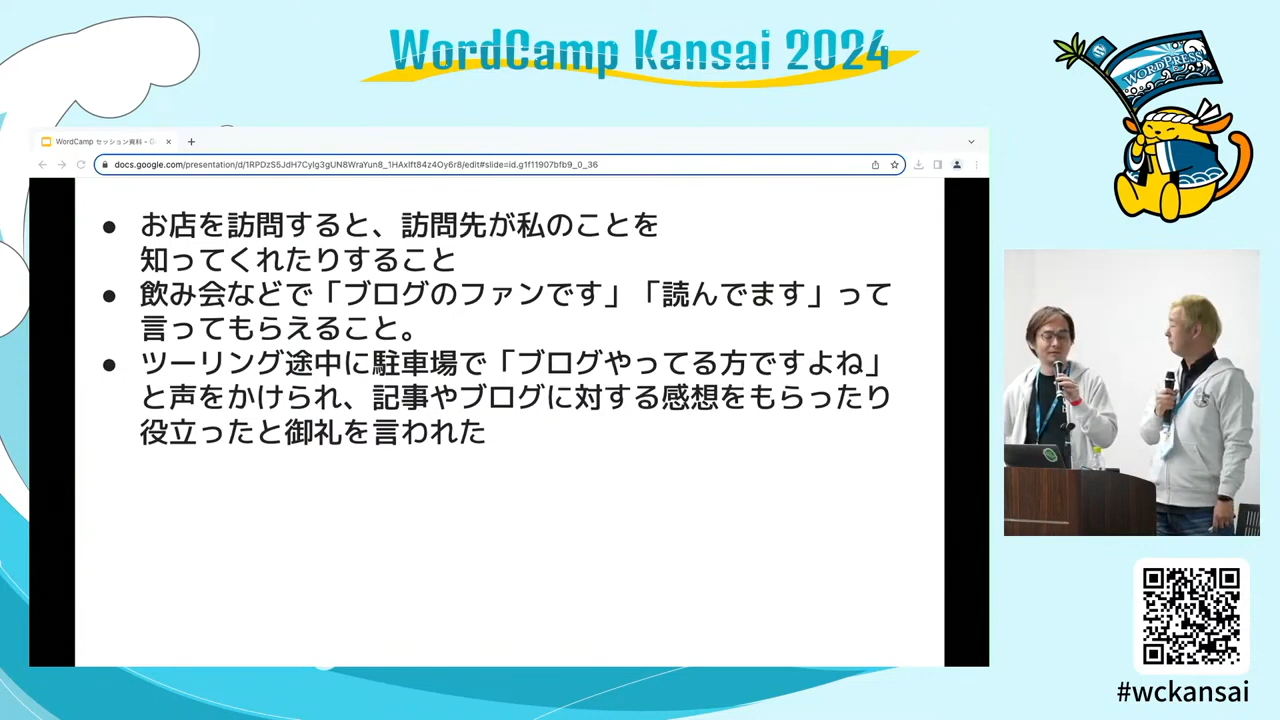 WordCamp Kansai 2024
WORDPRESS
WordCamp セッション資料 - G
docs.google.com/presentation/d/1RPDzS5JdH7Cylg3gUN8WraYun8_1HAxIft84z4Oy6r8/edit#slide=id.g1f11907bfb9_0_36
● お店を訪問すると、訪問先が私のことを
知ってくれたりすること
● 飲み会などで「ブログのファンです」「読んでます」って
言ってもらえること。
● ツーリング途中に駐車場で「ブログやってる方ですよね」
と声をかけられ、記事やブログに対する感想をもらったり
役立ったと御礼を言われた
#wckansai